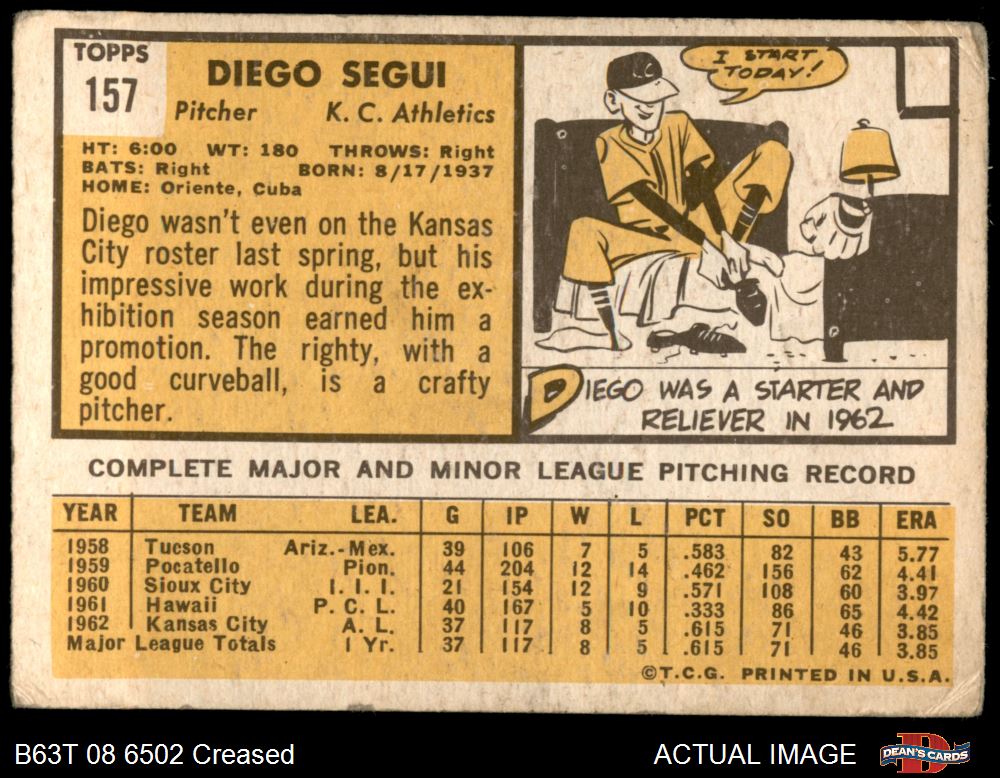 TOPPS
157
DIEGO SEGUI
Pitcher K. C. Athletics
HT: 6:00 WT: 180 THROWS: Right
BATS: Right BORN: 8/17/1937
HOME: Oriente, Cuba
Diego wasn't even on the Kansas
City roster last spring, but his
impressive work during the ex-
hibition season earned him a
promotion. The righty, with a
good curveball, is a crafty
pitcher.
I START
TODAY!
KC
DIEGO WAS A STARTER AND
RELIEVER IN 1962
COMPLETE MAJOR AND MINOR LEAGUE PITCHING RECORD
YEAR TEAM LEA. G IP W L PCT SO BB ERA
1958 Tucson Ariz.-Mex. 39 106 7 5 .583 82 43 5.77
1959 Pocatello Pion. 44 204 12 14 .462 156 62 4.41
1960 Sioux City I. I. I. 21 154 12 9 .571 108 60 3.97
1961 Hawaii P. C. L. 40 167 5 10 .333 86 65 4.42
1962 Kansas City A. L. 37 117 8 5 .615 71 46 3.85
Major League Totals 1 Yr. 37 117 8 5 .615 71 46 3.85
©T.C.G. PRINTED IN U.S.A.
B63T 08 6502 Creased ACTUAL IMAGE DEAN'S CARDS